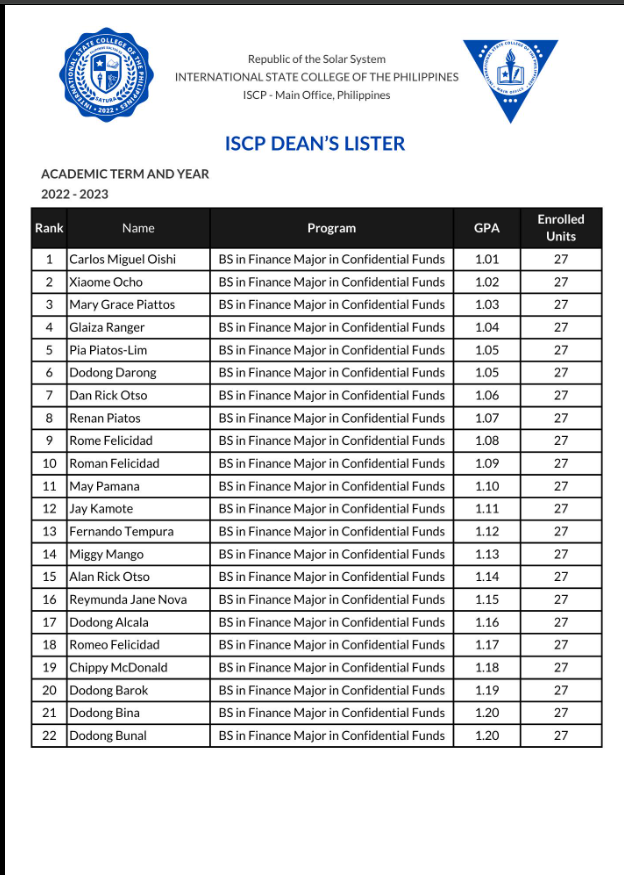 INTERNATIONAL STATE COLLEGE OF THE PHILIPPINES
• 2022 •
Republic of the Solar System
INTERNATIONAL STATE COLLEGE OF THE PHILIPPINES
ISCP - Main Office, Philippines
ISCP DEAN’S LISTER
ACADEMIC TERM AND YEAR
2022 - 2023
Rank Name Program GPA Enrolled Units
1 Carlos Miguel Oishi BS in Finance Major in Confidential Funds 1.01 27
2 Xiaome Ocho BS in Finance Major in Confidential Funds 1.02 27
3 Mary Grace Piattos BS in Finance Major in Confidential Funds 1.03 27
4 Glaiza Ranger BS in Finance Major in Confidential Funds 1.04 27
5 Pia Piatos-Lim BS in Finance Major in Confidential Funds 1.05 27
6 Dodong Darong BS in Finance Major in Confidential Funds 1.05 27
7 Dan Rick Otso BS in Finance Major in Confidential Funds 1.06 27
8 Renan Piatos BS in Finance Major in Confidential Funds 1.07 27
9 Rome Felicidad BS in Finance Major in Confidential Funds 1.08 27
10 Roman Felicidad BS in Finance Major in Confidential Funds 1.09 27
11 May Pamana BS in Finance Major in Confidential Funds 1.10 27
12 Jay Kamote BS in Finance Major in Confidential Funds 1.11 27
13 Fernando Tempura BS in Finance Major in Confidential Funds 1.12 27
14 Miggy Mango BS in Finance Major in Confidential Funds 1.13 27
15 Alan Rick Otso BS in Finance Major in Confidential Funds 1.14 27
16 Reymunda Jane Nova BS in Finance Major in Confidential Funds 1.15 27
17 Dodong Alcala BS in Finance Major in Confidential Funds 1.16 27
18 Romeo Felicidad BS in Finance Major in Confidential Funds 1.17 27
19 Chippy McDonald BS in Finance Major in Confidential Funds 1.18 27
20 Dodong Barok BS in Finance Major in Confidential Funds 1.19 27
21 Dodong Bina BS in Finance Major in Confidential Funds 1.20 27
22 Dodong Bunal BS in Finance Major in Confidential Funds 1.20 27